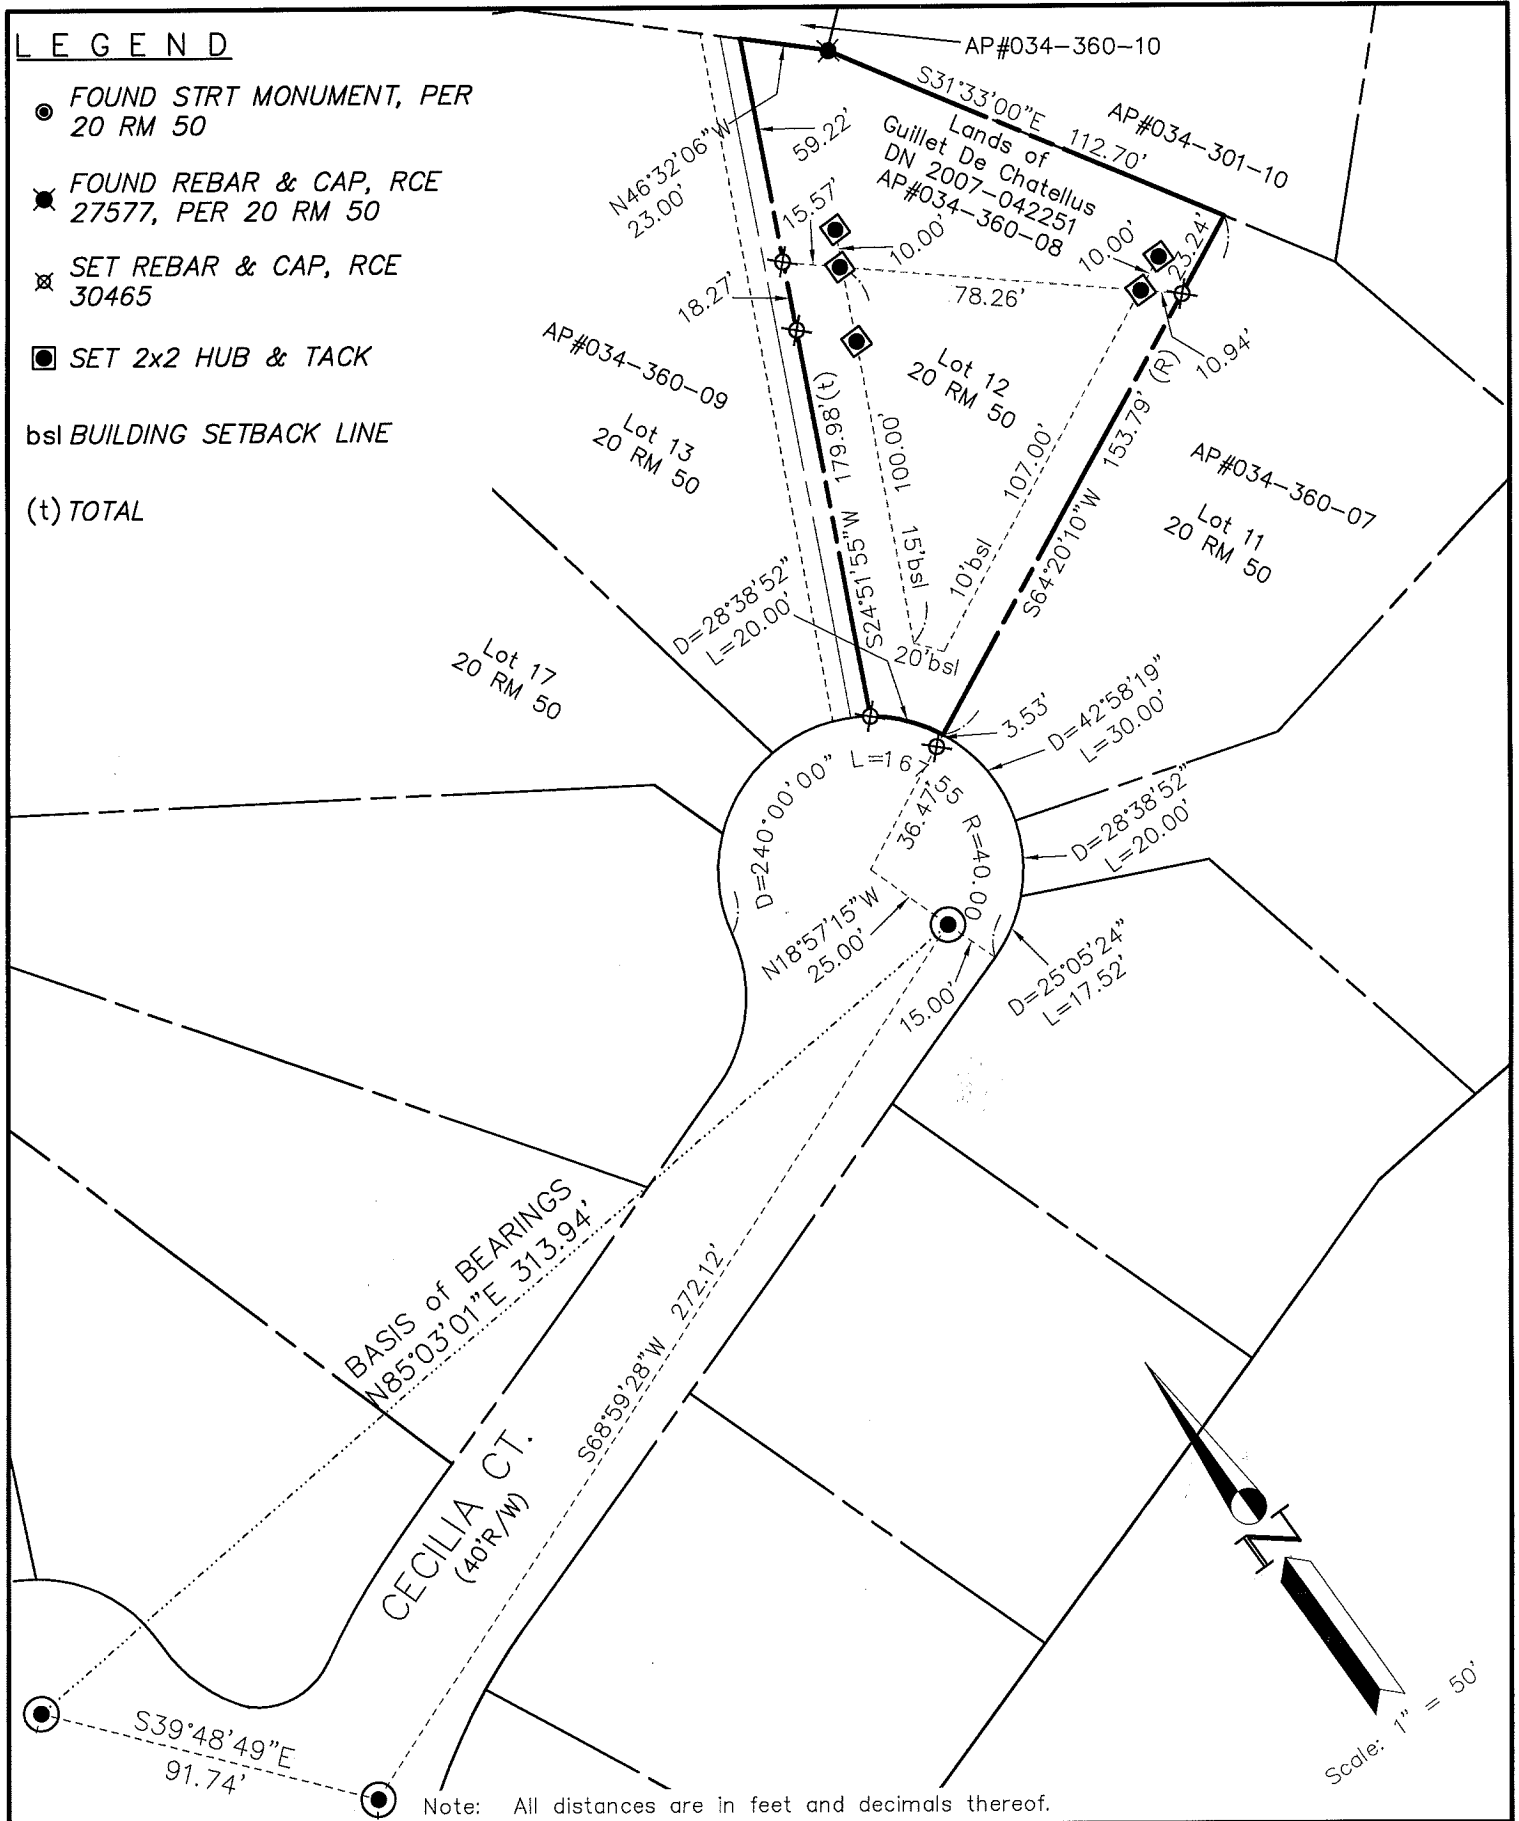 LEGEND
FOUND STRT MONUMENT, PER
20 RM 50
FOUND REBAR & CAP, RCE
27577, PER 20 RM 50
SET REBAR & CAP, RCE
30465
SET 2x2 HUB & TACK
bsl BUILDING SETBACK LINE
(t) TOTAL
AP#034-360-10
S31°33'00"E 112.70'
AP#034-301-10
Lands of
Guillet De Chatellus
DN 2007-042251
AP#034-360-08
N46°32'06"W
23.00'
59.22'
15.57'
10.00'
10.00'
23.24'
78.26'
18.27'
10.94'
AP#034-360-09
Lot 13
20 RM 50
Lot 12
20 RM 50
S24°51'55"W 179.98'(t)
100.00'
15'bsl
107.00'
10'bsl
S64°20'10"W 153.79' (R)
AP#034-360-07
Lot 11
20 RM 50
D=28°38'52"
L=20.00'
20'bsl
Lot 17
20 RM 50
3.53'
D=42°58'19"
L=30.00'
D=240°00'00" L=167.55 R=40.00
36.47'
D=28°38'52"
L=20.00'
N18°57'15"W
25.00'
15.00'
D=25°05'24"
L=17.52'
BASIS of BEARINGS
N85°03'01"E 313.94'
S68°59'28"W 272.12'
CECILIA CT.
(40'R/W)
N
Scale: 1" = 50'
S39°48'49"E
91.74'
Note: All distances are in feet and decimals thereof.